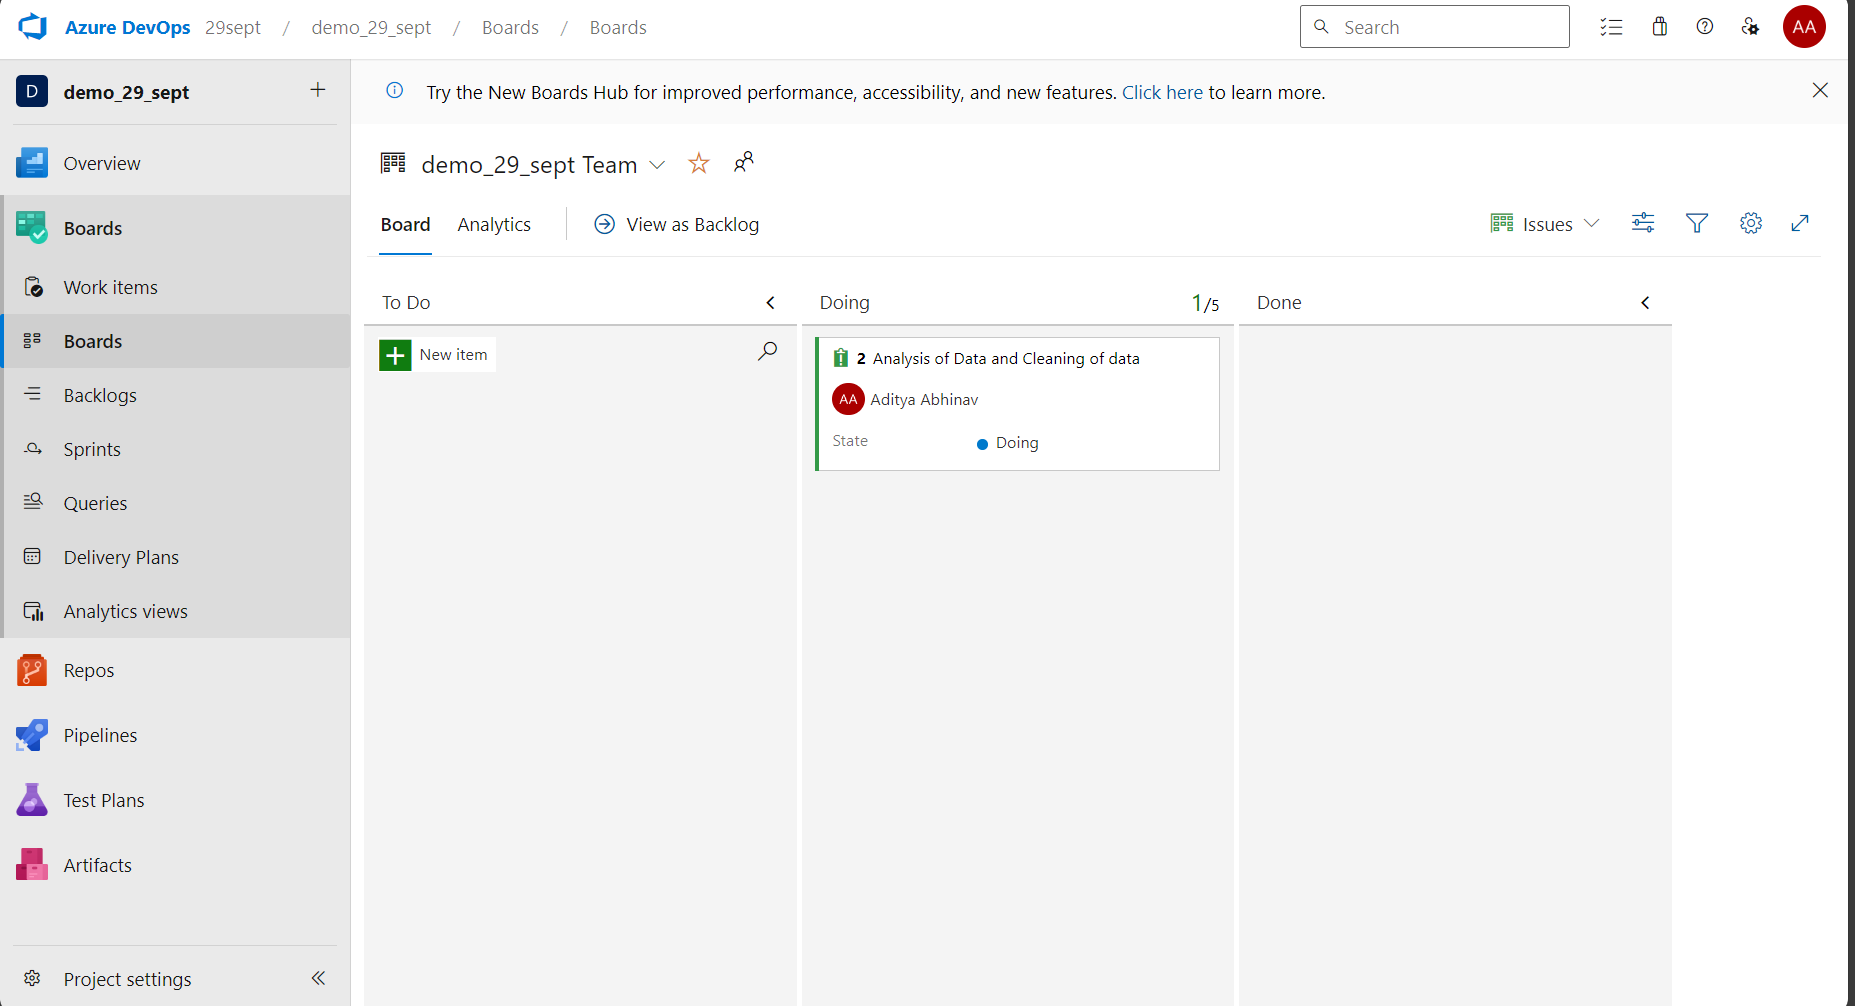 Azure DevOps 29sept / demo_29_sept / Boards / Boards
Search
AA
D demo_29_sept
Overview
Boards
Work items
Boards
Backlogs
Sprints
Queries
Delivery Plans
Analytics views
Repos
Pipelines
Test Plans
Artifacts
Project settings
Try the New Boards Hub for improved performance, accessibility, and new features. Click here to learn more.
demo_29_sept Team
Board Analytics View as Backlog
Issues
To Do
New item
Doing 1/5
2 Analysis of Data and Cleaning of data
AA Aditya Abhinav
State Doing
Done